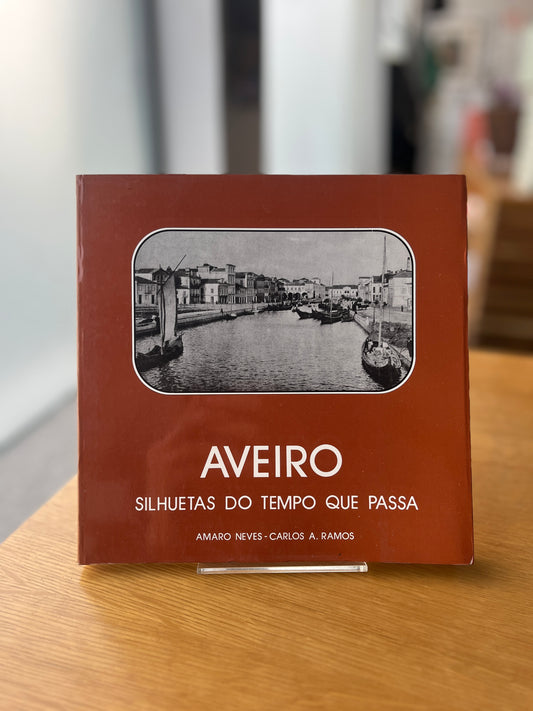 AVEIRO
SILHUETAS DO TEMPO QUE PASSA
AMARO NEVES - CARLOS A. RAMOS